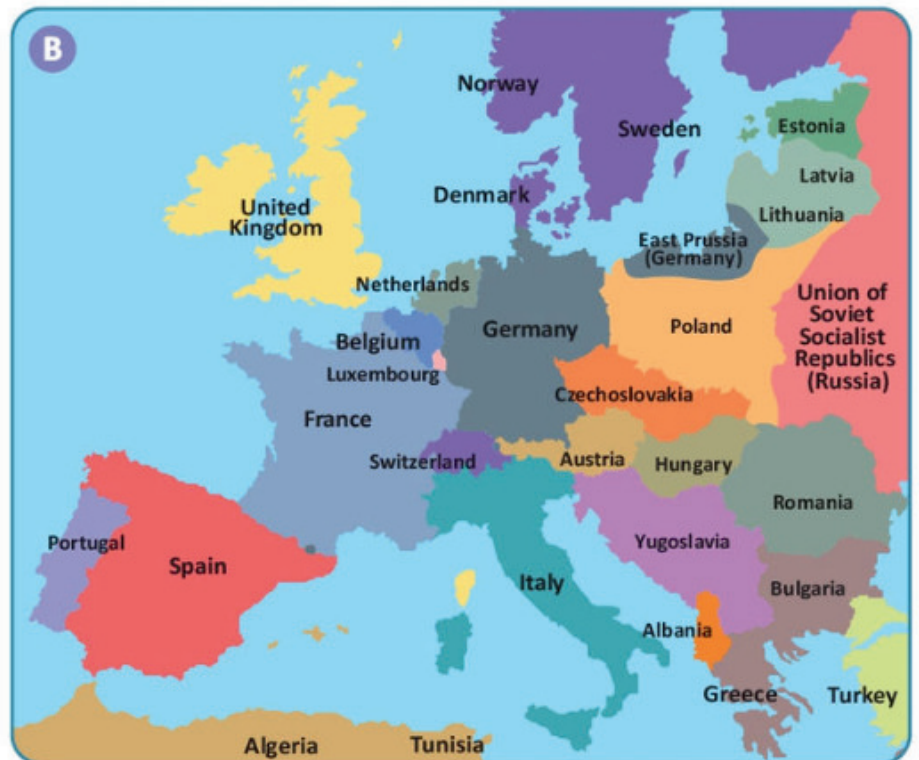 B
Norway
Sweden
Estonia
Latvia
Denmark
Lithuania
United
Kingdom
East Prussia
(Germany)
Netherlands
Union of
Soviet
Socialist
Republics
(Russia)
Germany
Poland
Belgium
Luxembourg
Czechoslovakia
France
Switzerland
Austria
Hungary
Romania
Portugal
Spain
Yugoslavia
Italy
Bulgaria
Albania
Greece
Turkey
Algeria
Tunisia